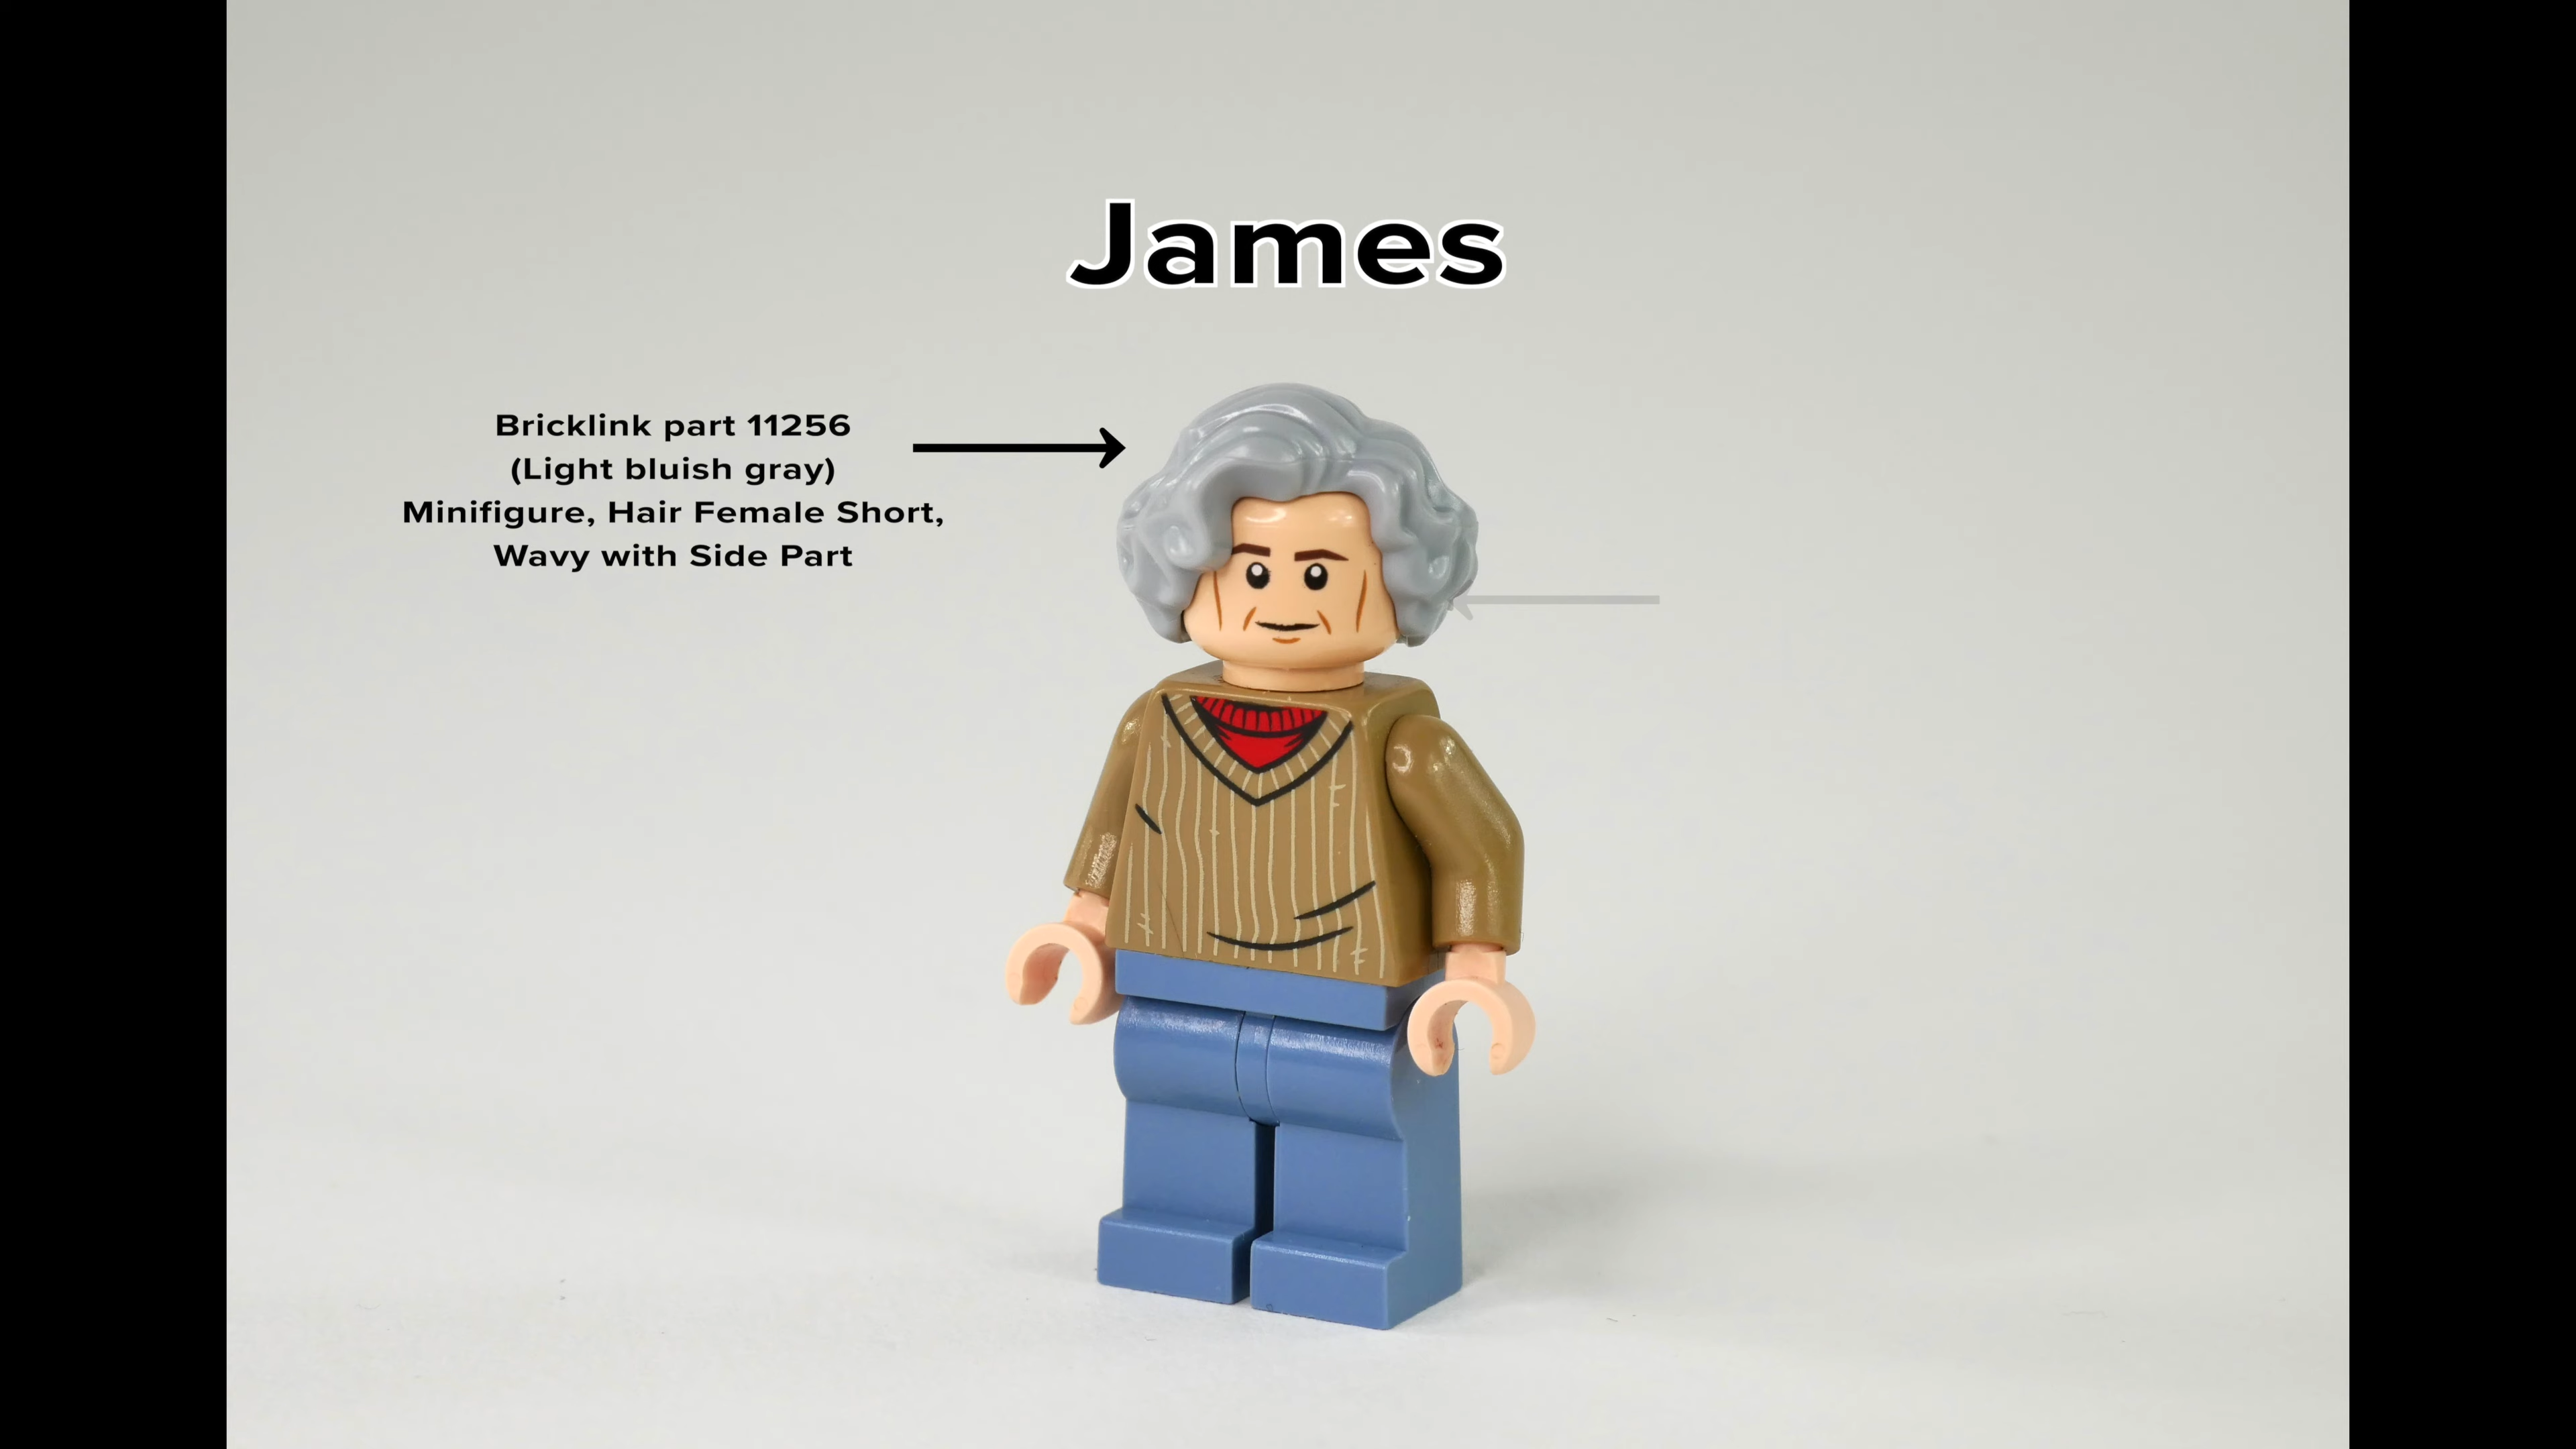 James
Bricklink part 11256
(Light bluish gray)
Minifigure, Hair Female Short,
Wavy with Side Part